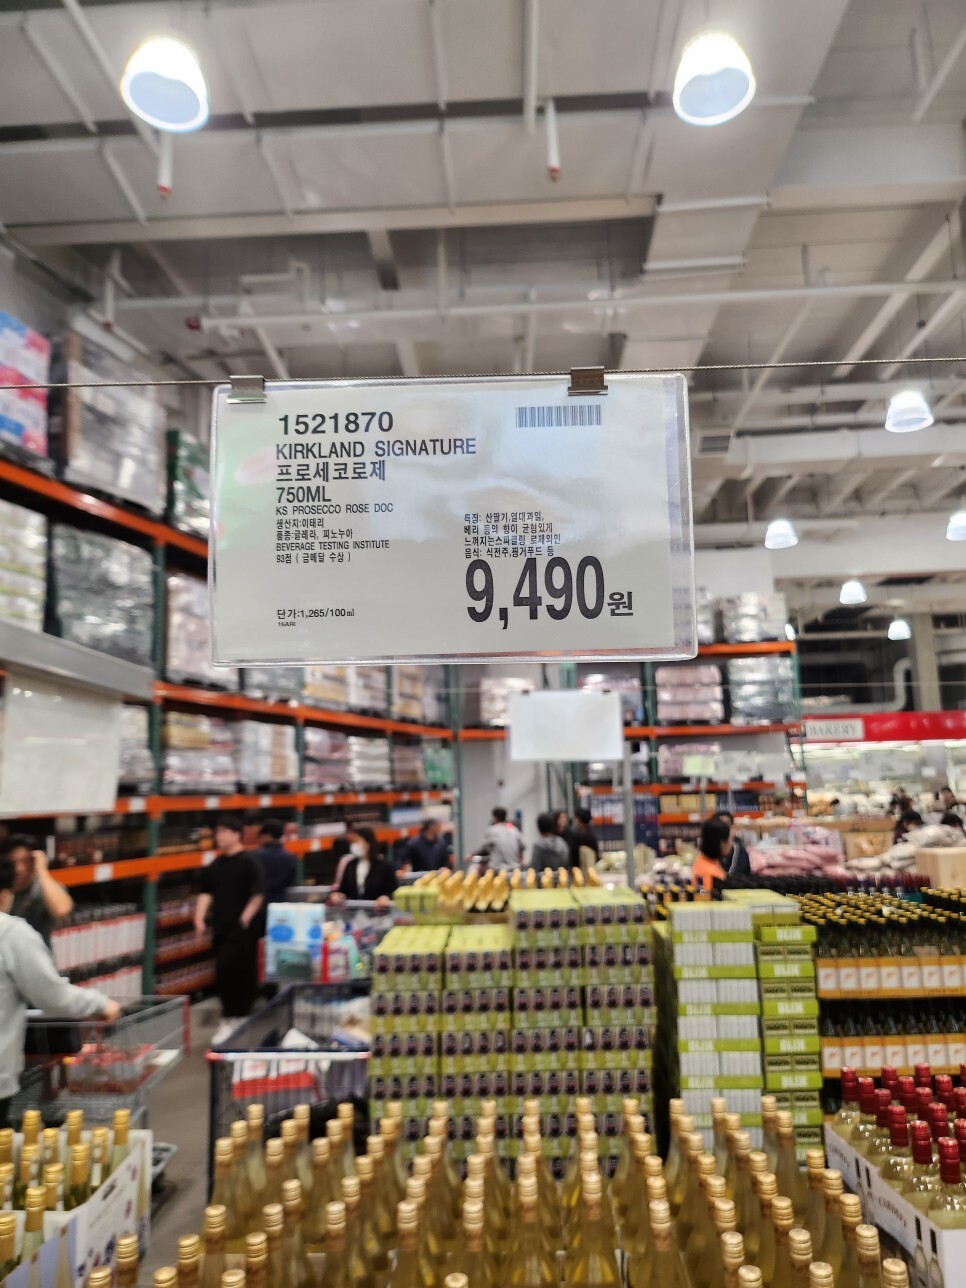 1521870
KIRKLAND SIGNATURE
프로세코로제
750ML
KS PROSECCO ROSE DOC
생산지:이태리
품종:글레라, 피노누아
BEVERAGE TESTING INSTITUTE
93점 ( 금메달 수상 )
단가:1,265/100ml
특징: 산딸기,열대과일,
베리 등의 향이 균형있게
느껴지는스파클링 로제와인
음식: 식전주,핑거푸드 등
9,490원
BAKERY